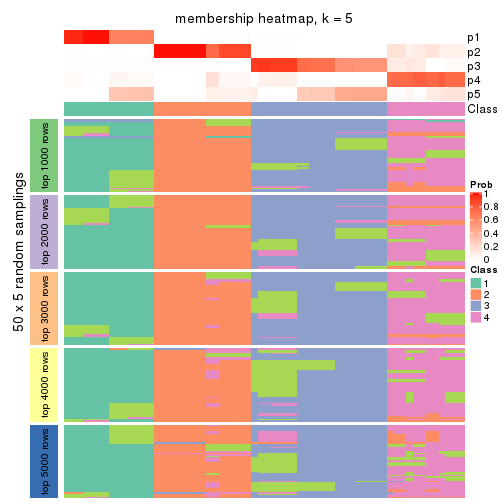 membership heatmap, k = 5
p1
p2
p3
p4
p5
Class
50 x 5 random samplings
top 1000 rows
top 2000 rows
top 3000 rows
top 4000 rows
top 5000 rows
Prob
1
0.8
0.6
0.4
0.2
0
Class
1
2
3
4